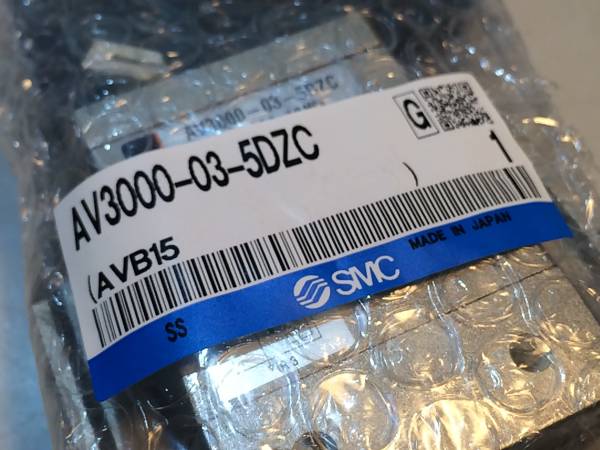 AV3000-03-5DZC
G
AV3000-03-5DZC
1
(AVB15 )
SMC
MADE IN JAPAN
SS